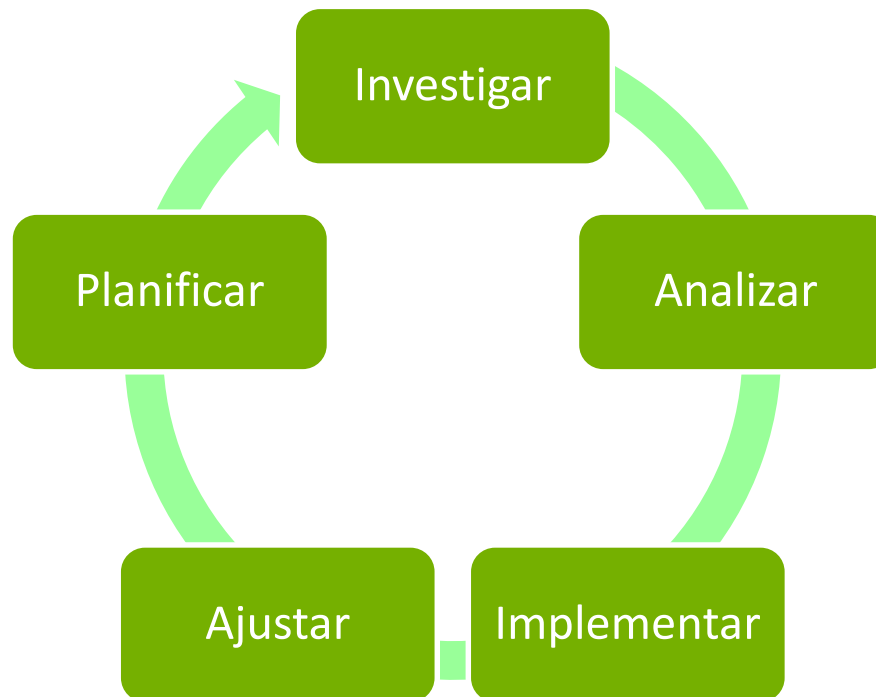 Investigar
Analizar
Implementar
Ajustar
Planificar